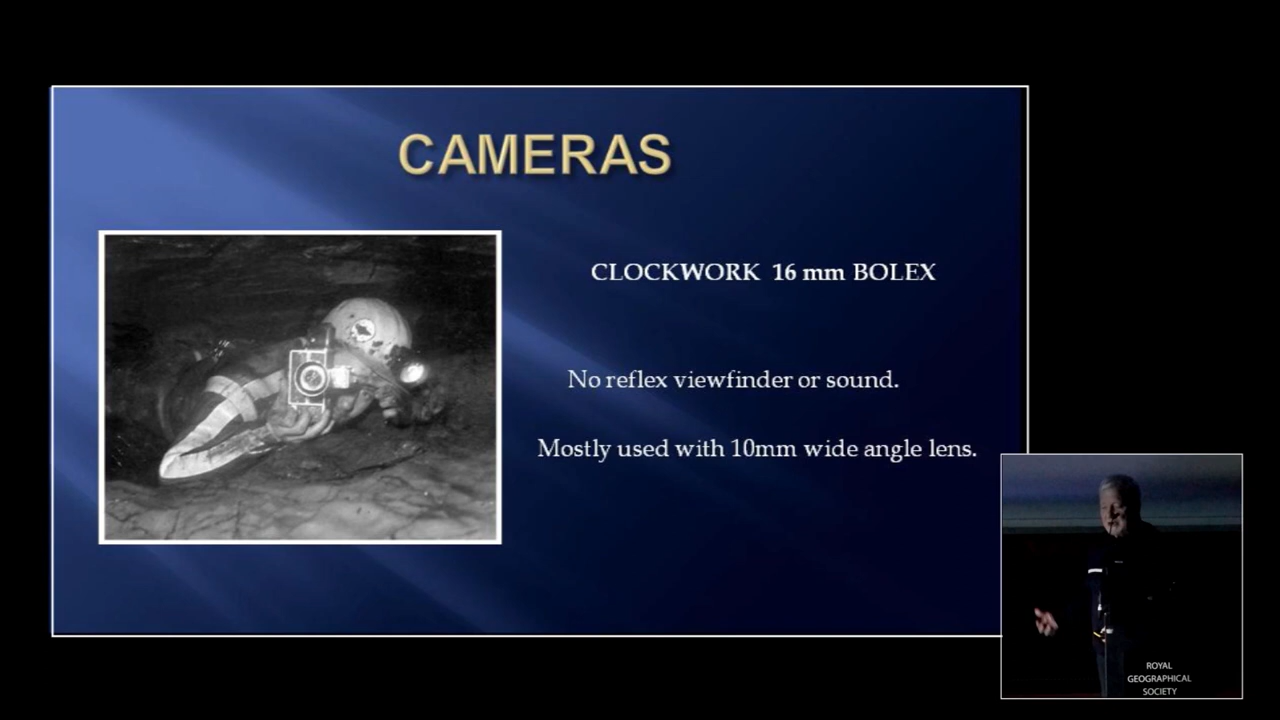 CAMERAS
CLOCKWORK 16 mm BOLEX
No reflex viewfinder or sound.
Mostly used with 10mm wide angle lens.
ROYAL
GEOGRAPHICAL
SOCIETY